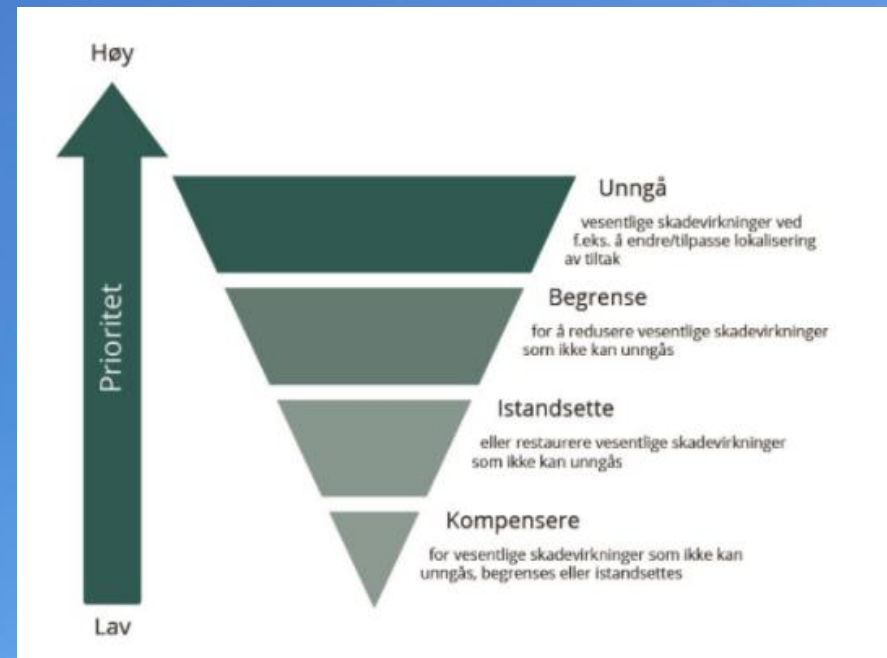 Høy
Prioritet
Lav
Unngå
vesentlige skadevirkninger ved
f.eks. å endre/tilpasse lokalisering
av tiltak
Begrense
for å redusere vesentlige skadevirkninger
som ikke kan unngås
Istandsette
eller restaurere vesentlige skadevirkninger
som ikke kan unngås
Kompensere
for vesentlige skadevirkninger som ikke kan
unngås, begrenses eller istandsettes